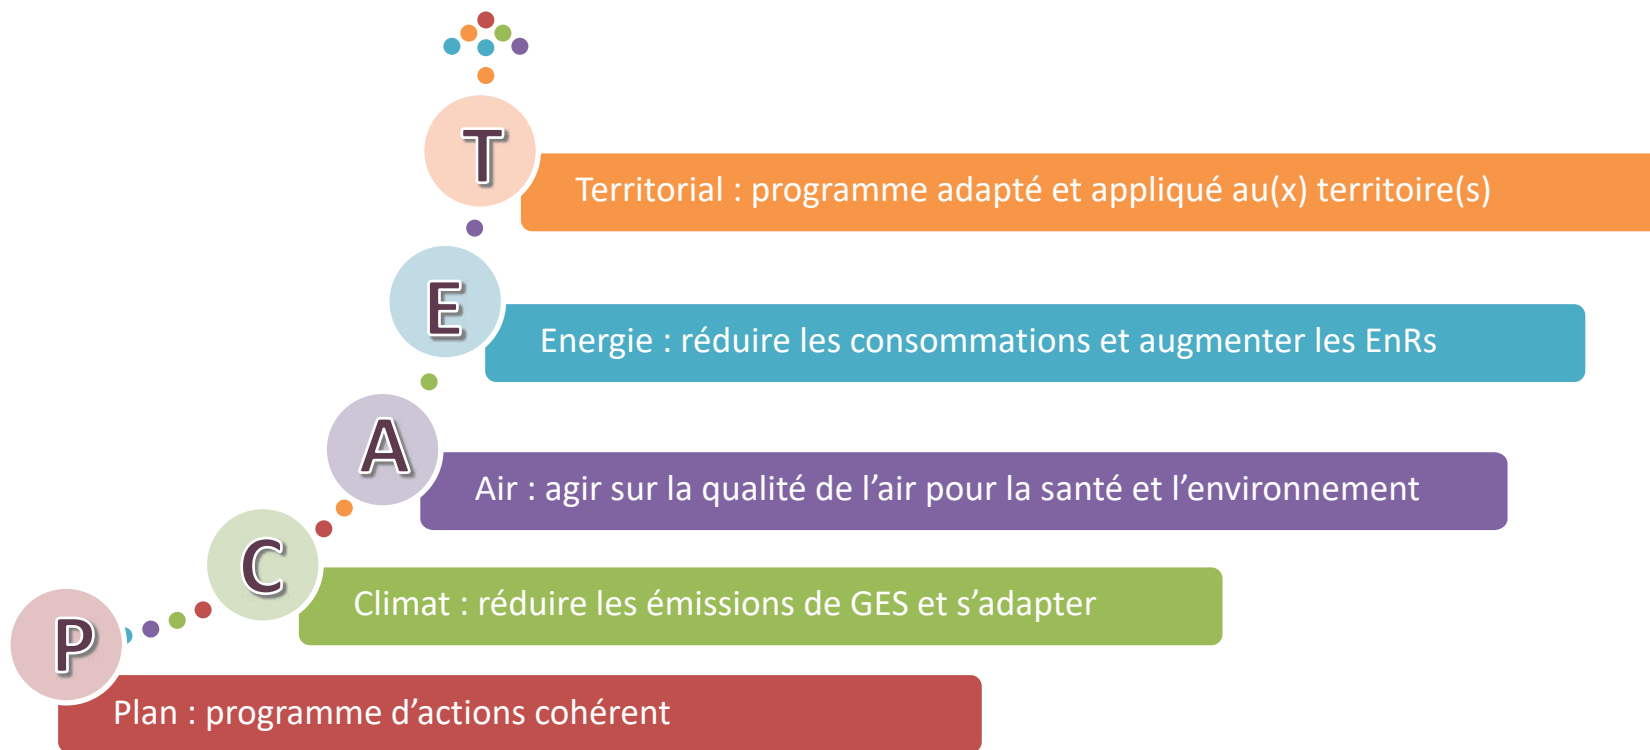 T
Territorial : programme adapté et appliqué au(x) territoire(s)
E
Energie : réduire les consommations et augmenter les EnRs
A
Air : agir sur la qualité de l’air pour la santé et l’environnement
C
Climat : réduire les émissions de GES et s’adapter
P
Plan : programme d’actions cohérent